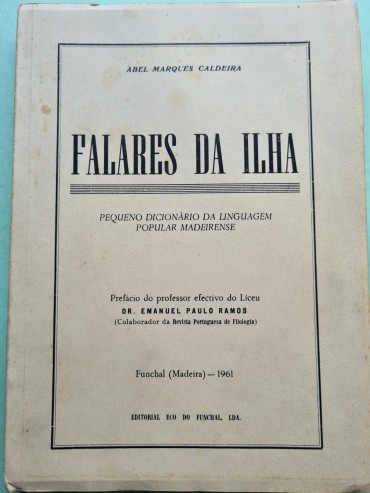 ABEL MARQUES CALDEIRA
FALARES DA ILHA
PEQUENO DICIONÁRIO DA LINGUAGEM
POPULAR MADEIRENSE
Prefácio do professor efectivo do Liceu
DR. EMANUEL PAULO RAMOS
(Colaborador da Revista Portuguesa de Filologia)
Funchal (Madeira) — 1961
EDITORIAL ECO DO FUNCHAL, LDA.